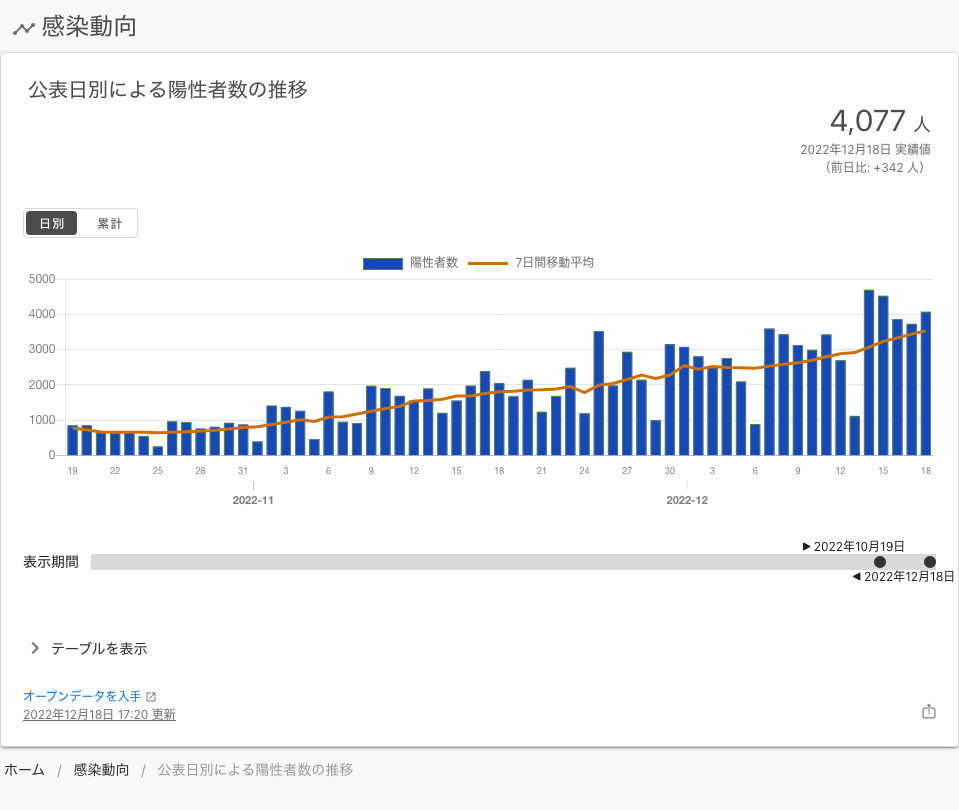 感染動向
公表日別による陽性者数の推移
4,077 人
2022年12月18日 実績値
（前日比: +342 人）
日別 累計
陽性者数 7日間移動平均
5000
4000
3000
2000
1000
0
19 22 25 28 31 3 6 9 12 15 18 21 24 27 30 3 6 9 12 15 18
2022-11 2022-12
2022年10月19日
表示期間
2022年12月18日
テーブルを表示
オープンデータを入手
2022年12月18日 17:20 更新
ホーム / 感染動向 / 公表日別による陽性者数の推移